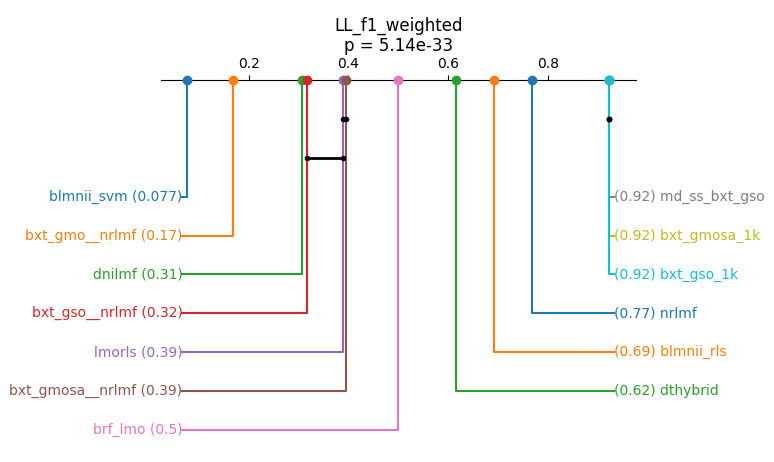 LL_f1_weighted
p = 5.14e-33
0.2 0.4 0.6 0.8
blmnii_svm (0.077)
(0.92) md_ss_bxt_gso
bxt_gmo__nrlmf (0.17)
(0.92) bxt_gmosa_1k
dnilmf (0.31)
(0.92) bxt_gso_1k
bxt_gso__nrlmf (0.32)
(0.77) nrlmf
lmorls (0.39)
(0.69) blmnii_rls
bxt_gmosa__nrlmf (0.39)
(0.62) dthybrid
brf_lmo (0.5)